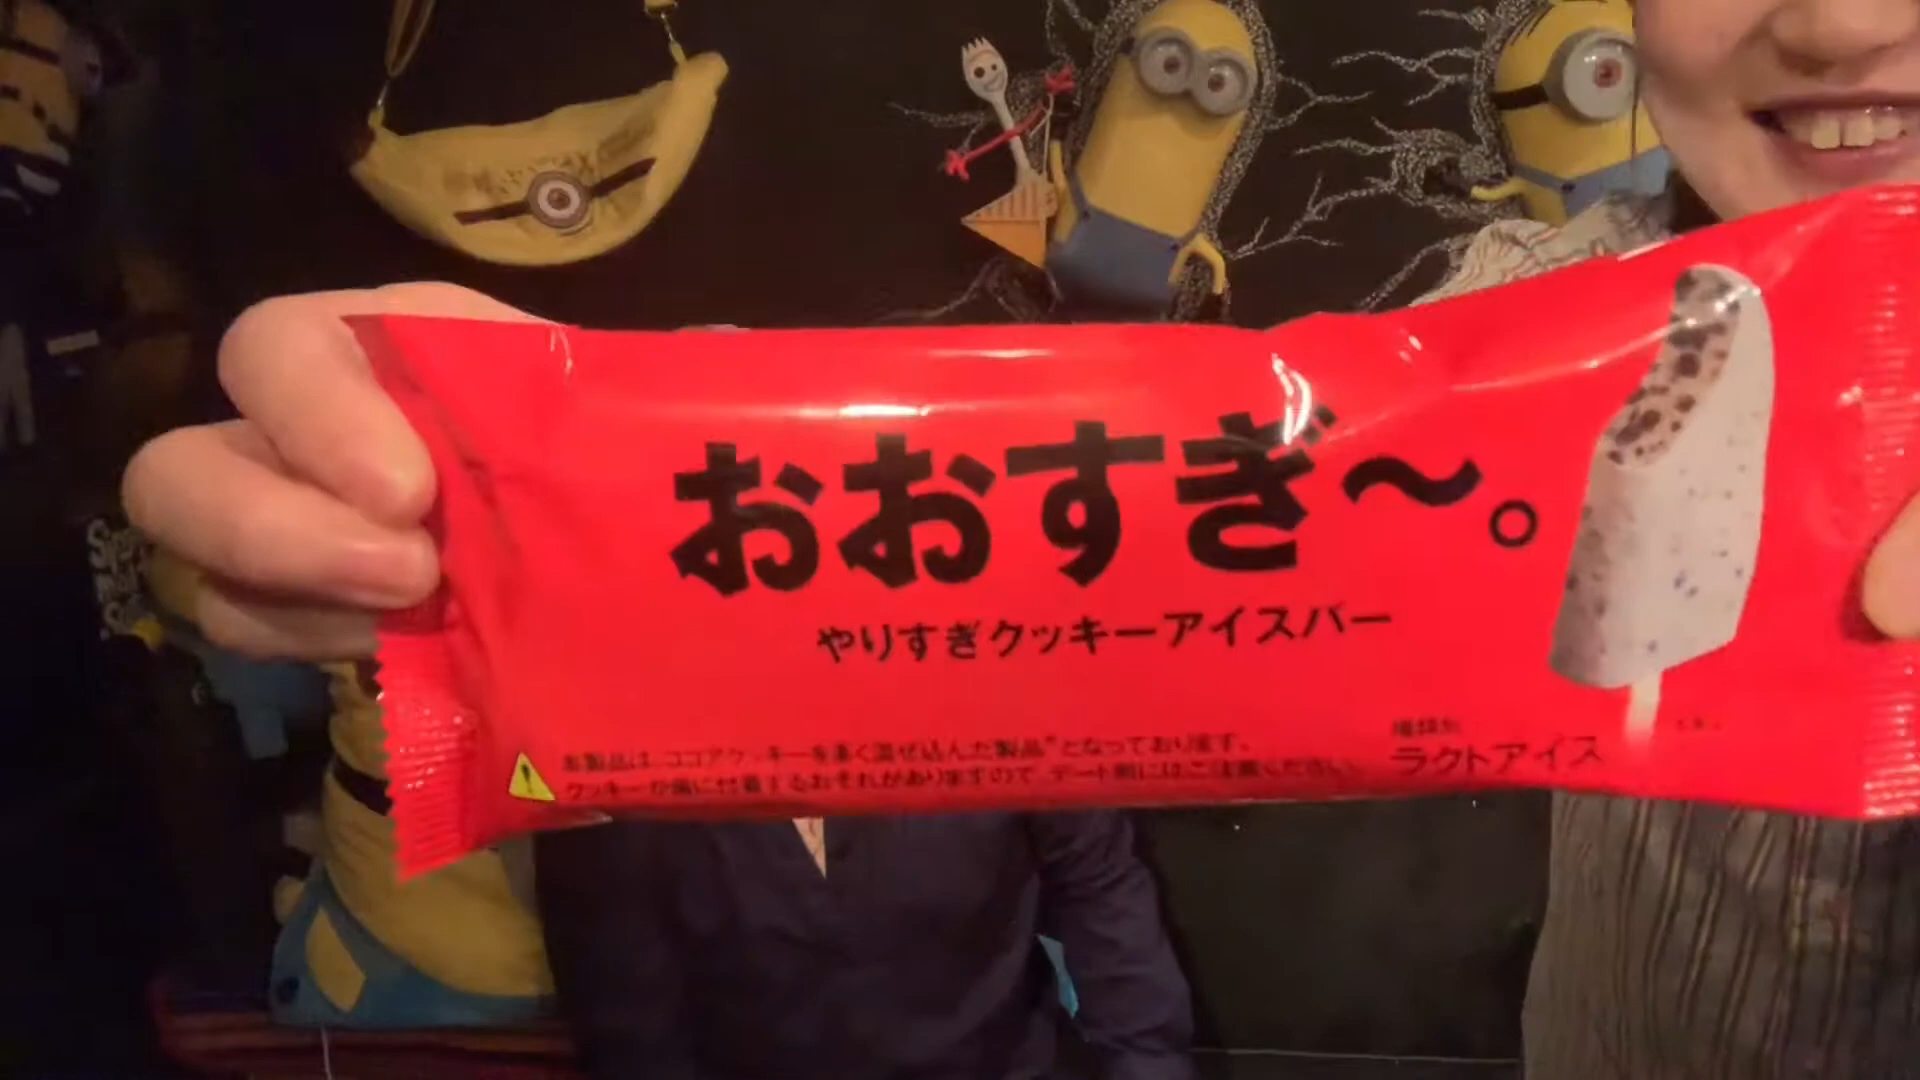 おおすぎ〜。
やりすぎクッキーアイスバー
本製品は、ココアクッキーを多く混ぜ込んだ製品"となっております。
クッキーが歯に付着するおそれがありますので、デート前にはご注意ください。
種類別
ラクトアイス